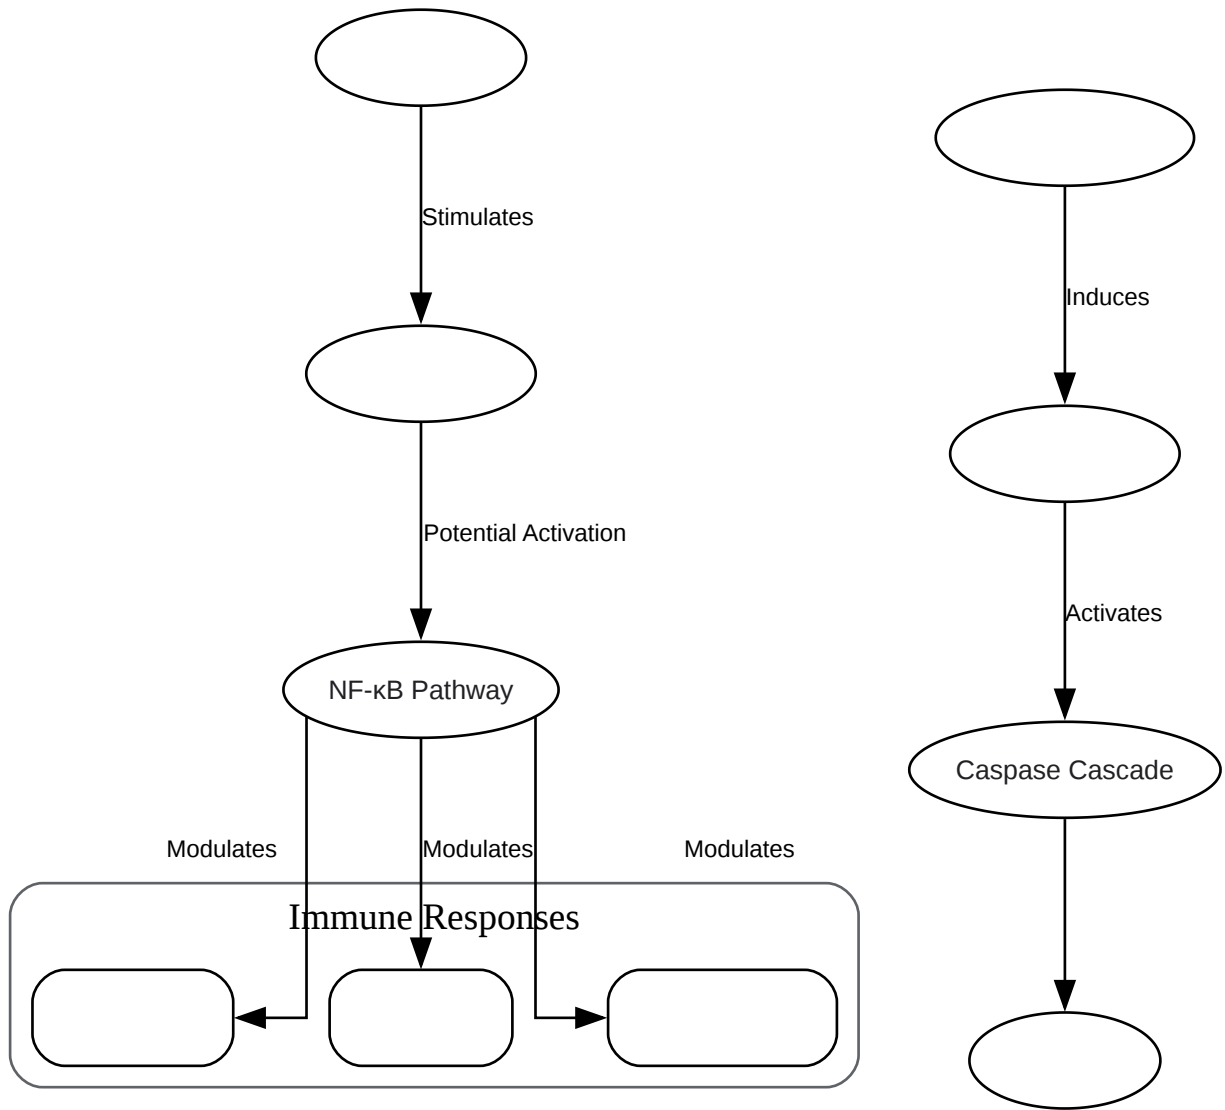 Stimulates
Induces
Potential Activation
Activates
NF-κB Pathway
Caspase Cascade
Modulates
Modulates
Modulates
Immune Responses